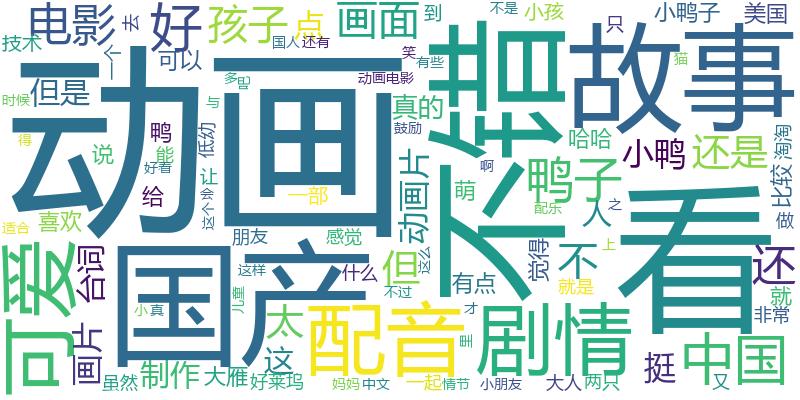 电影
去
好
孩子
点
画面
到
不是
小孩
只
小鸭子
美国
技术
一个
可以
国人
还有
笑
有些
动画电影
猫
但是
多
吧
真的
鼓励
不错
故事
时候
动画
与
得
鸭
说
能
好看
低幼
让
这个
会
给
一部
动画片
萌
啊
鸭子
哈哈
小鸭
还是
淘淘
比较
喜欢
朋友
感觉
配乐
人
之
做
适合
可爱
台词
国产
这样
什么
但
这么
有点
觉得
不
上
看
还
就是
就
画片
小
真
儿童
太
配音
不过
才
里
剧情
非常
挺
中国
这
虽然
制作
大雁
好莱坞
妈妈
中文
一起
情节
小朋友
大人
两只
又